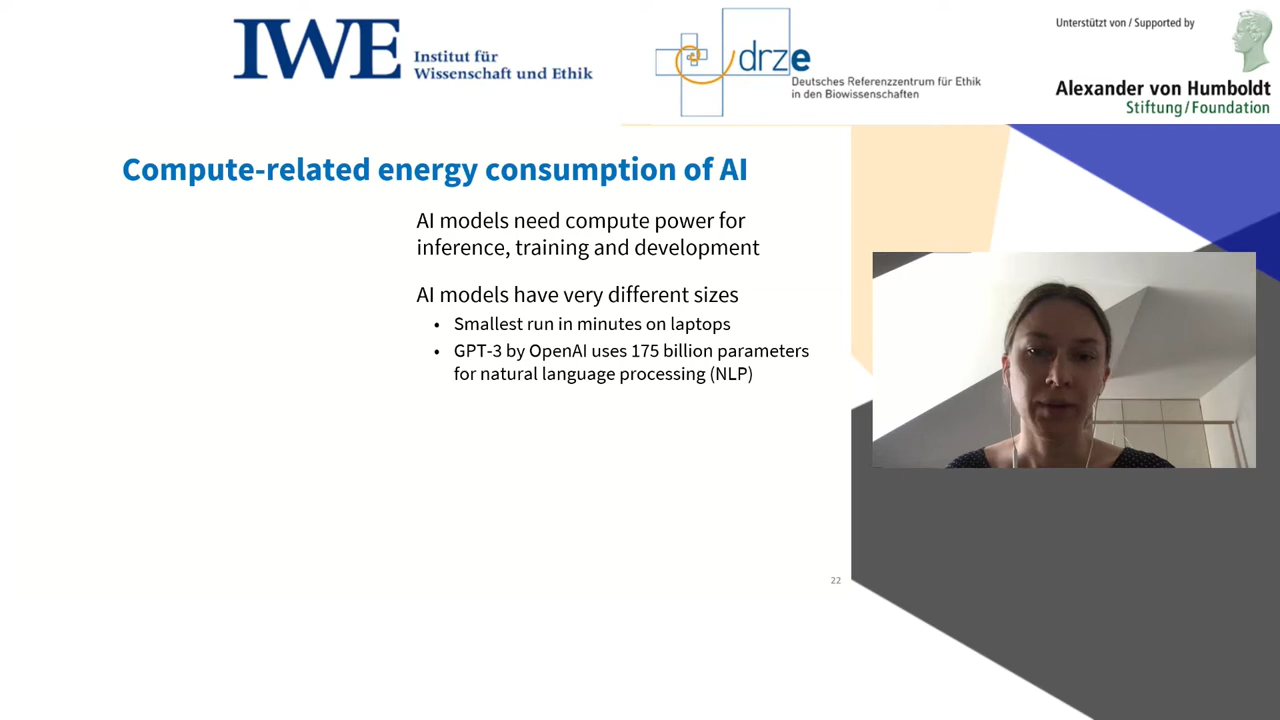 IWE Institut für
Wissenschaft und Ethik
drze
Deutsches Referenzzentrum für Ethik
in den Biowissenschaften
Unterstützt von / Supported by
Alexander von Humboldt
Stiftung/Foundation
Compute-related energy consumption of AI
AI models need compute power for
inference, training and development
AI models have very different sizes
• Smallest run in minutes on laptops
• GPT-3 by OpenAI uses 175 billion parameters
for natural language processing (NLP)
22